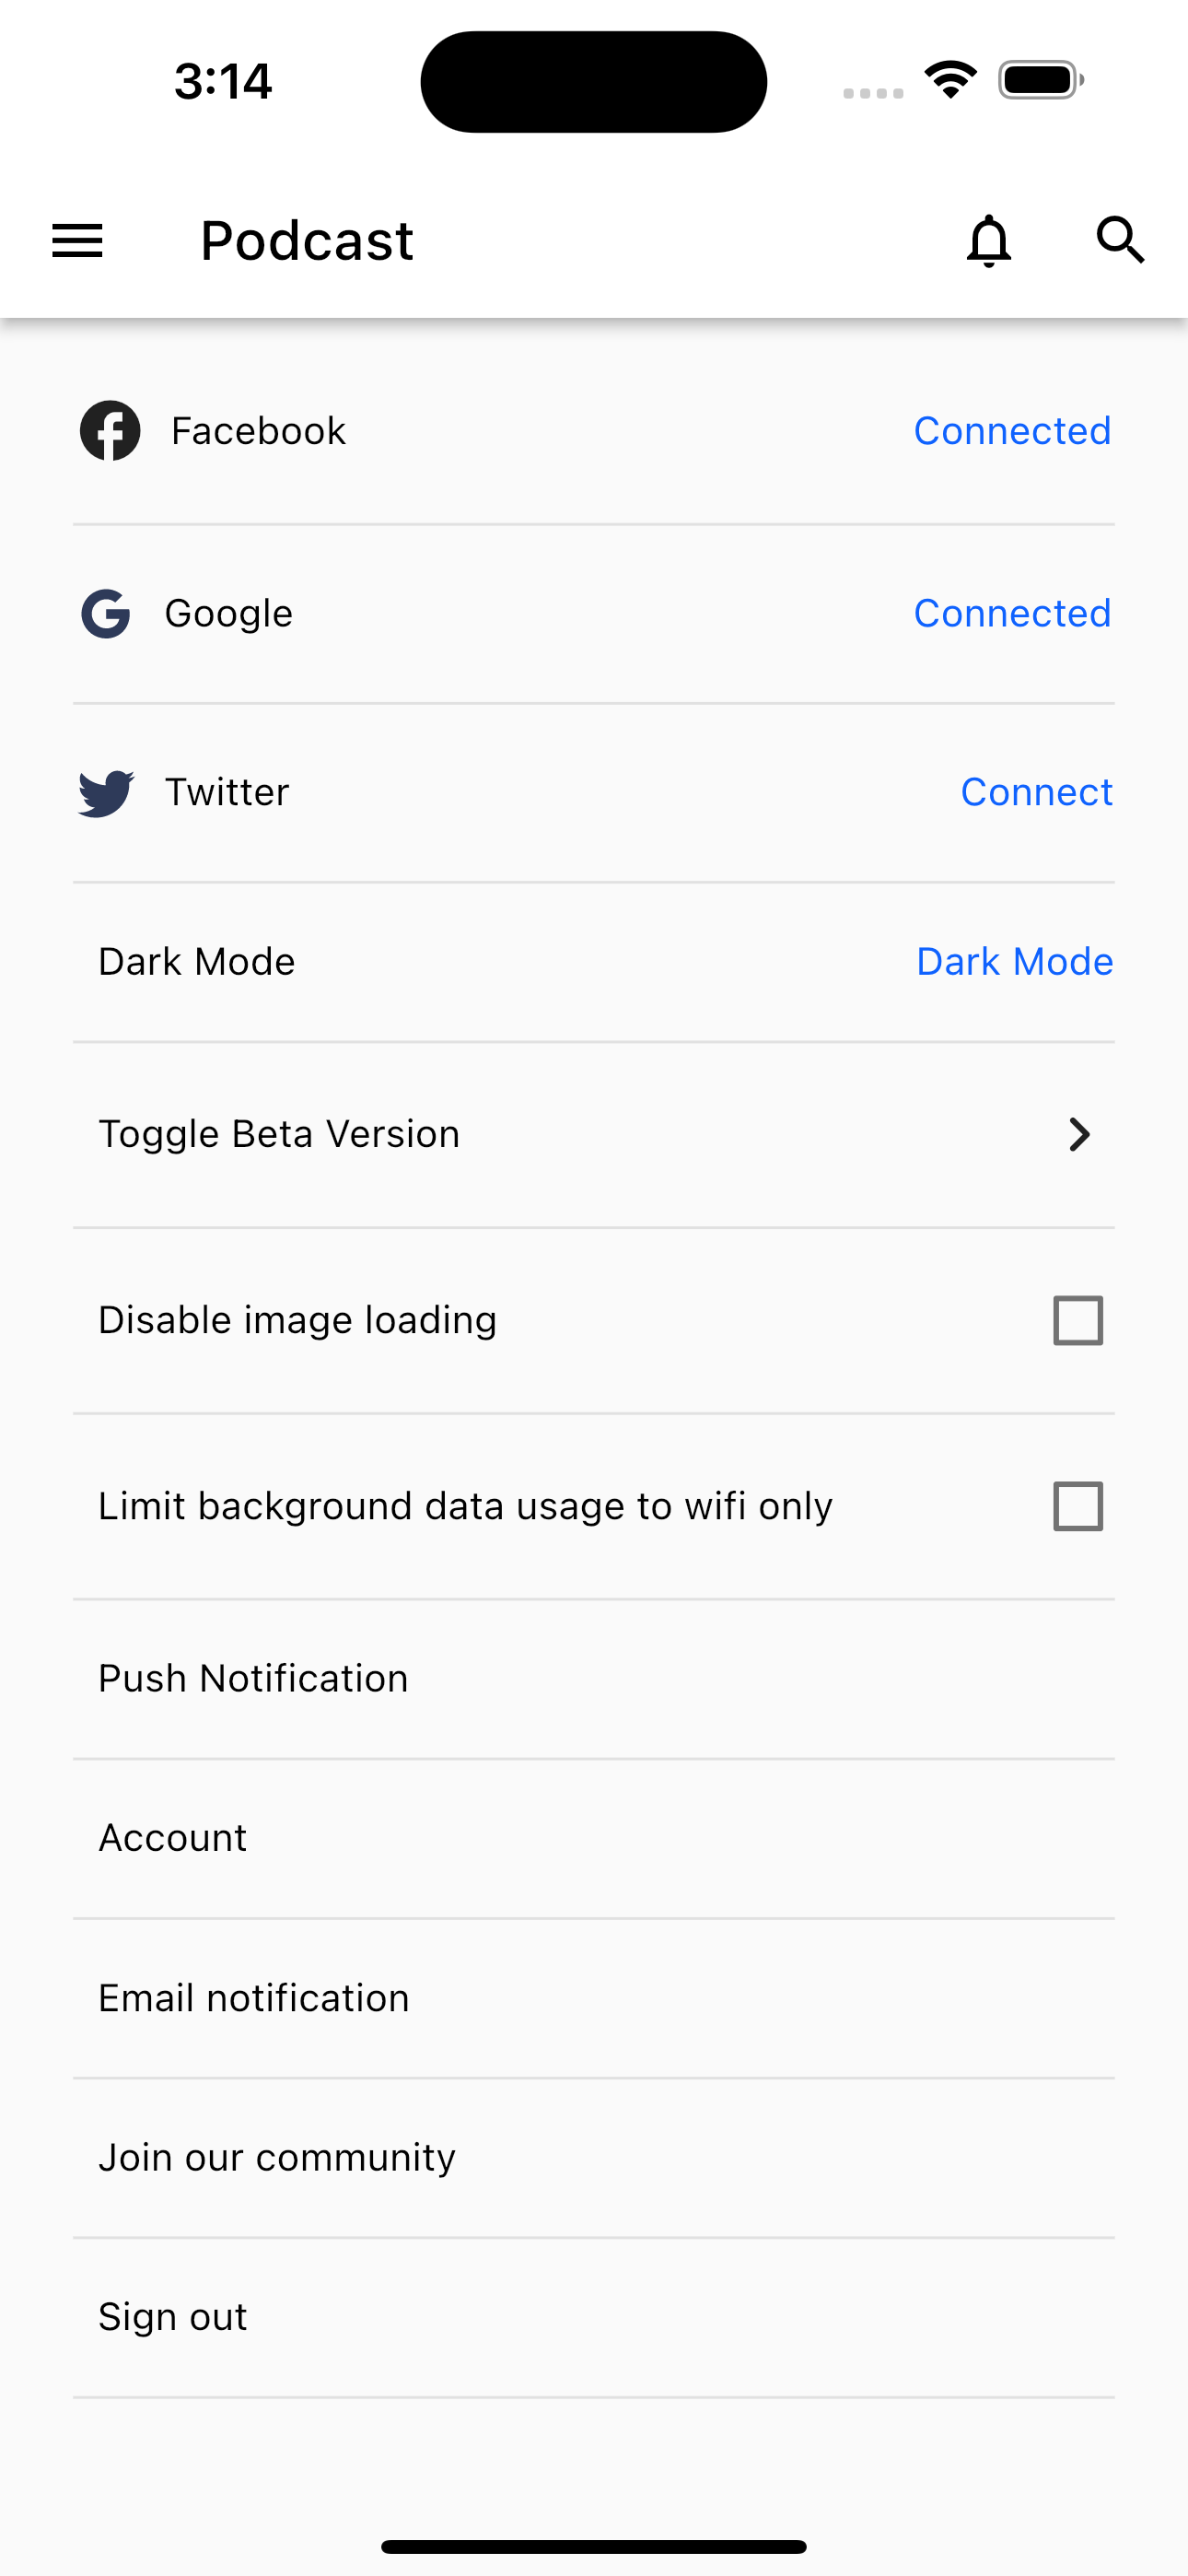 3:14
Podcast
Facebook Connected
Google Connected
Twitter Connect
Dark Mode Dark Mode
Toggle Beta Version
Disable image loading
Limit background data usage to wifi only
Push Notification
Account
Email notification
Join our community
Sign out